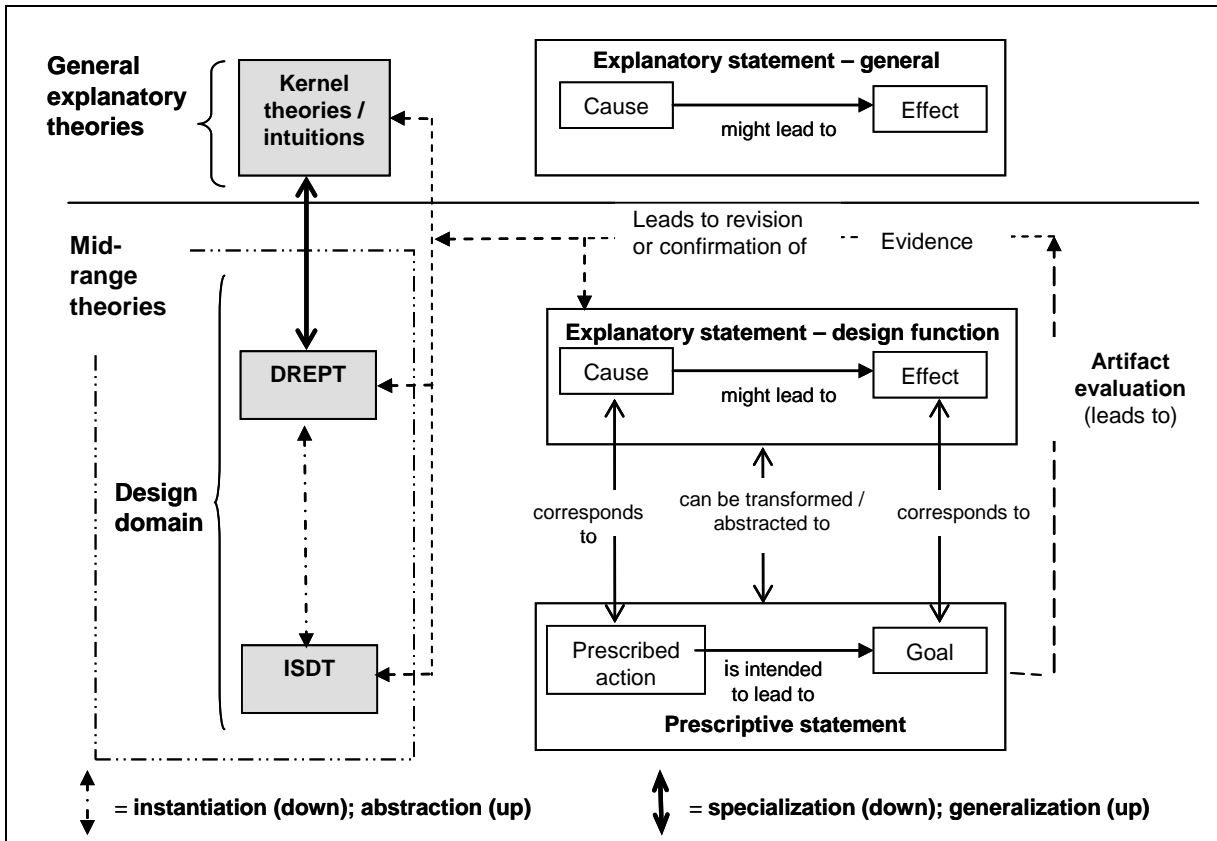 General
explanatory
theories
Kernel
theories /
intuitions
Explanatory statement – general
Cause
might lead to
Effect
Mid-
range
theories
Leads to revision
or confirmation of
Evidence
Design
domain
DREPT
ISDT
Explanatory statement – design function
Cause
might lead to
Effect
Artifact
evaluation
(leads to)
corresponds
to
can be transformed /
abstracted to
corresponds to
Prescribed
action
is intended
to lead to
Goal
Prescriptive statement
= instantiation (down); abstraction (up)
= specialization (down); generalization (up)